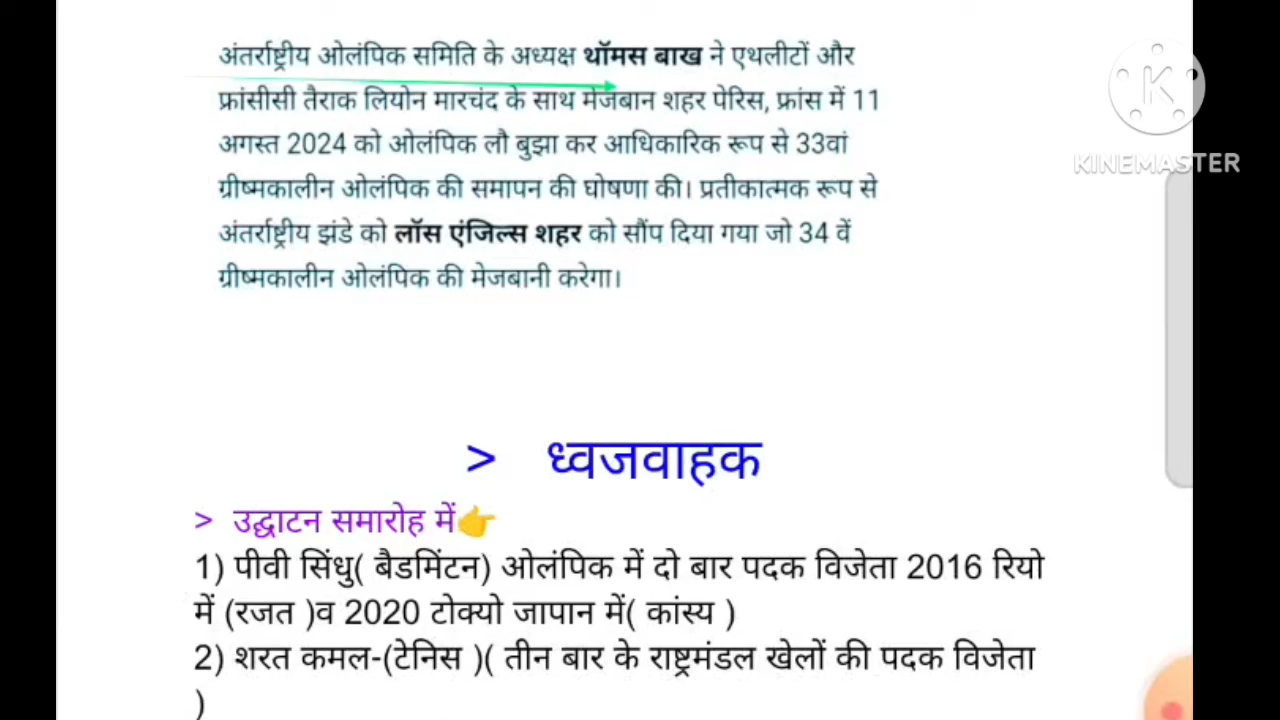 अंतर्राष्ट्रीय ओलंपिक समिति के अध्यक्ष थॉमस बाख ने एथलीटों और
फ्रांसीसी तैराक लियोन मारचंद के साथ मेजबान शहर पेरिस, फ्रांस में 11
अगस्त 2024 को ओलंपिक लौ बुझा कर आधिकारिक रूप से 33वां
ग्रीष्मकालीन ओलंपिक की समापन की घोषणा की। प्रतीकात्मक रूप से
अंतर्राष्ट्रीय झंडे को लॉस एंजिल्स शहर को सौंप दिया गया जो 34 वें
ग्रीष्मकालीन ओलंपिक की मेजबानी करेगा।
K
KINEMASTER
> ध्वजवाहक
> उद्घाटन समारोह में👉
1) पीवी सिंधु( बैडमिंटन) ओलंपिक में दो बार पदक विजेता 2016 रियो
में (रजत )व 2020 टोक्यो जापान में( कांस्य )
2) शरत कमल-(टेनिस )( तीन बार के राष्ट्रमंडल खेलों की पदक विजेता
)